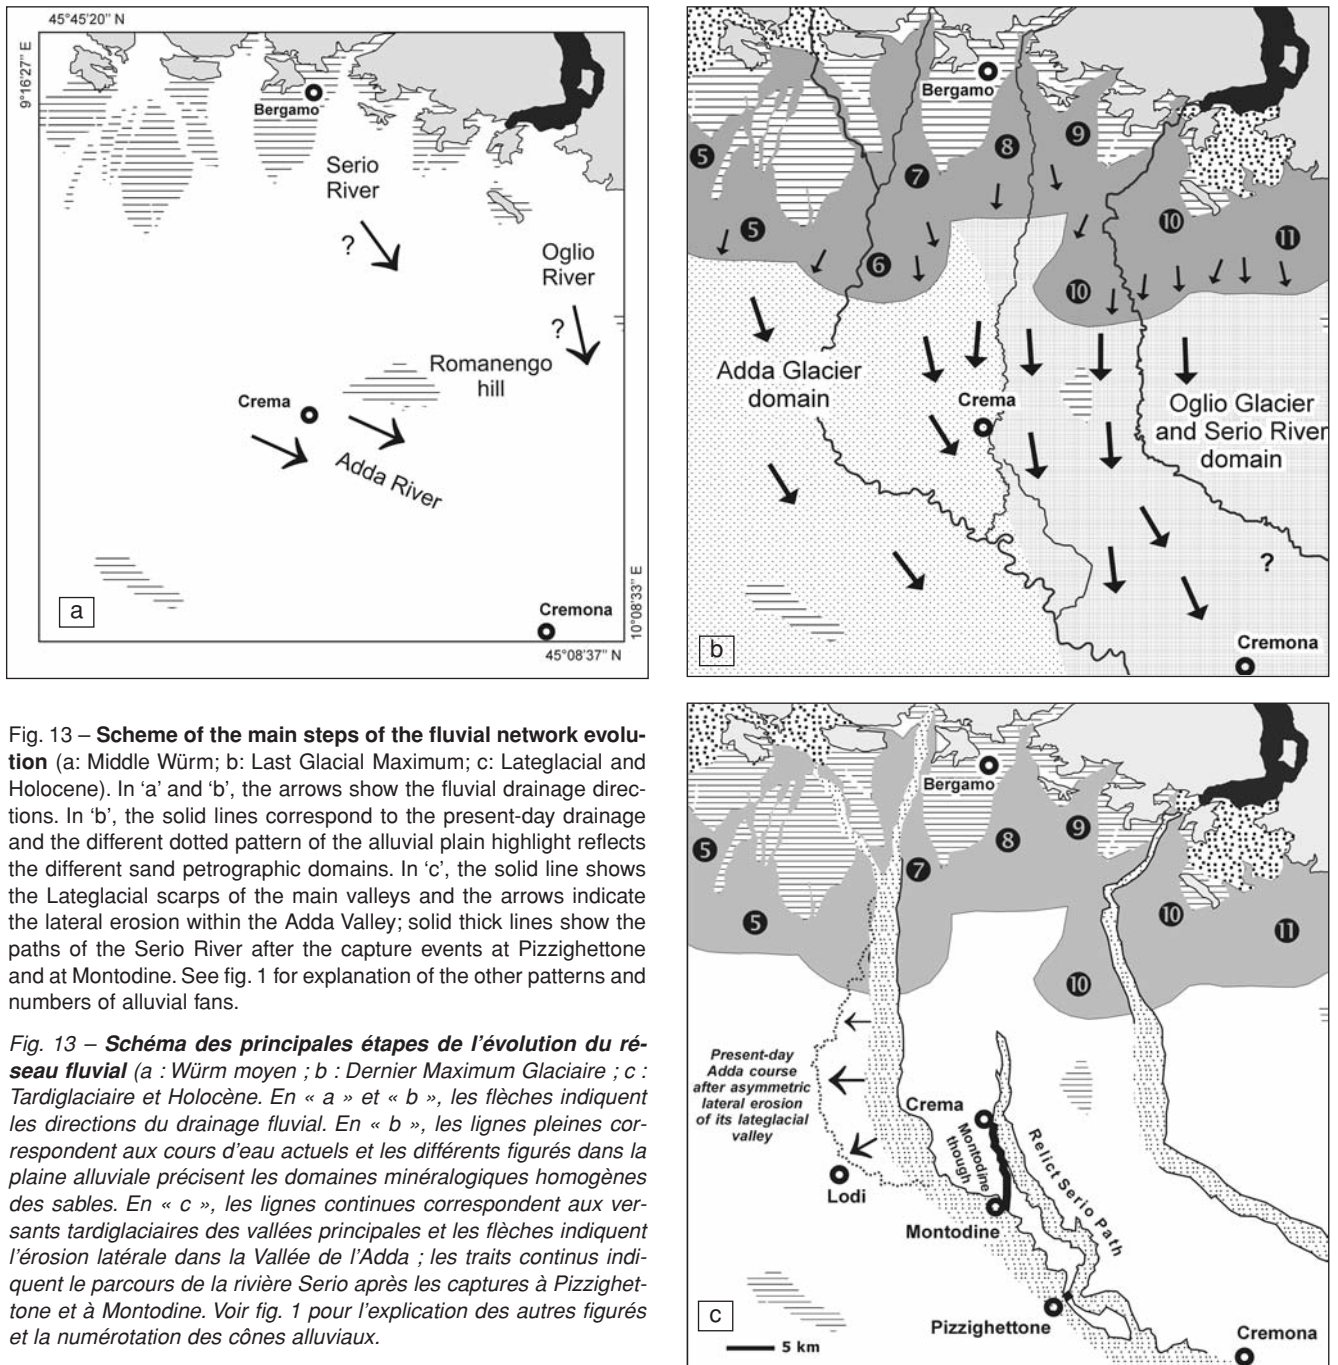 45°45'20'' N
9°16'27'' E
Bergamo
Serio
River
?
Oglio
River
?
Romanengo
hill
Crema
Adda River
a
Cremona
10°08'33'' E
45°08'37'' N
Bergamo
5
5
6
7
8
9
10
10
11
Adda Glacier
domain
Crema
Oglio Glacier
and Serio River
domain
?
b
Cremona
Fig. 13 – Scheme of the main steps of the fluvial network evolu-
tion (a: Middle Würm; b: Last Glacial Maximum; c: Lateglacial and
Holocene). In ‘a’ and ‘b’, the arrows show the fluvial drainage direc-
tions. In ‘b’, the solid lines correspond to the present-day drainage
and the different dotted pattern of the alluvial plain highlight reflects
the different sand petrographic domains. In ‘c’, the solid line shows
the Lateglacial scarps of the main valleys and the arrows indicate
the lateral erosion within the Adda Valley; solid thick lines show the
paths of the Serio River after the capture events at Pizzighettone
and at Montodine. See fig. 1 for explanation of the other patterns and
numbers of alluvial fans.
Fig. 13 – Schéma des principales étapes de l’évolution du ré-
seau fluvial (a : Würm moyen ; b : Dernier Maximum Glaciaire ; c :
Tardiglaciaire et Holocène. En « a » et « b », les flèches indiquent
les directions du drainage fluvial. En « b », les lignes pleines cor-
respondent aux cours d’eau actuels et les différents figurés dans la
plaine alluviale précisent les domaines minéralogiques homogènes
des sables. En « c », les lignes continues correspondent aux ver-
sants tardiglaciaires des vallées principales et les flèches indiquent
l’érosion latérale dans la Vallée de l’Adda ; les traits continus indi-
quent le parcours de la rivière Serio après les captures à Pizzighet-
tone et à Montodine. Voir fig. 1 pour l’explication des autres figurés
et la numérotation des cônes alluviaux.
Bergamo
5
5
7
8
9
10
10
11
Present-day
Adda course
after asymmetric
lateral erosion
of its lateglacial
valley
Crema
Montodine
though
Relict Serio Path
Lodi
Montodine
Pizzighettone
c
5 km
Cremona